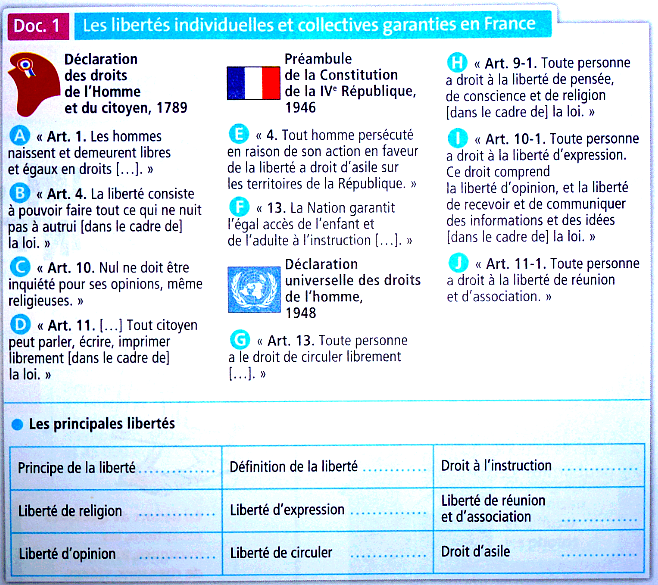 Doc. 1 Les libertés individuelles et collectives garanties en France
Déclaration
des droits
de l'Homme
et du citoyen, 1789
A « Art. 1. Les hommes
naissent et demeurent libres
et égaux en droits [...]. »
B « Art. 4. La liberté consiste
à pouvoir faire tout ce qui ne nuit
pas à autrui [dans le cadre de]
la loi. »
C « Art. 10. Nul ne doit être
inquiété pour ses opinions, même
religieuses. »
D « Art. 11. [...] Tout citoyen
peut parler, écrire, imprimer
librement [dans le cadre de]
la loi. »
Préambule
de la Constitution
de la IVe République,
1946
E « 4. Tout homme persécuté
en raison de son action en faveur
de la liberté a droit d'asile sur
les territoires de la République. »
F « 13. La Nation garantit
l'égal accès de l'enfant et
de l'adulte à l'instruction [...]. »
Déclaration
universelle des droits
de l'homme,
1948
G « Art. 13. Toute personne
a le droit de circuler librement
[...]. »
H « Art. 9-1. Toute personne
a droit à la liberté de pensée,
de conscience et de religion
[dans le cadre de] la loi. »
I « Art. 10-1. Toute personne
a droit à la liberté d'expression.
Ce droit comprend
la liberté d'opinion, et la liberté
de recevoir et de communiquer
des informations et des idées
[dans le cadre de] la loi. »
J « Art. 11-1. Toute personne
a droit à la liberté de réunion
et d'association. »
Les principales libertés
Principe de la liberté .............. Définition de la liberté ............ Droit à l'instruction ..............
Liberté de religion .............. Liberté d'expression ............ Liberté de réunion
et d'association ..............
Liberté d'opinion .............. Liberté de circuler ............ Droit d'asile ..............